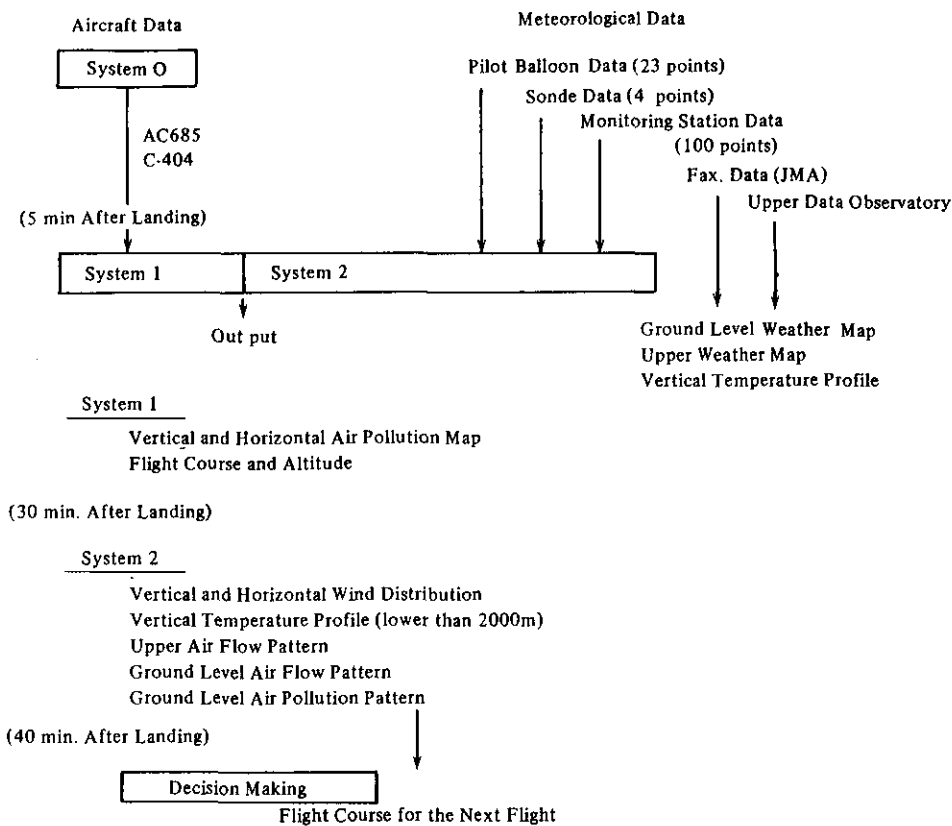 Aircraft Data
Meteorological Data
System O
Pilot Balloon Data (23 points)
Sonde Data (4 points)
Monitoring Station Data
(100 points)
AC685
C-404
Fax. Data (JMA)
Upper Data Observatory
(5 min After Landing)
System 1
System 2
Out put
Ground Level Weather Map
Upper Weather Map
Vertical Temperature Profile
System 1
Vertical and Horizontal Air Pollution Map
Flight Course and Altitude
(30 min. After Landing)
System 2
Vertical and Horizontal Wind Distribution
Vertical Temperature Profile (lower than 2000m)
Upper Air Flow Pattern
Ground Level Air Flow Pattern
Ground Level Air Pollution Pattern
(40 min. After Landing)
Decision Making
Flight Course for the Next Flight